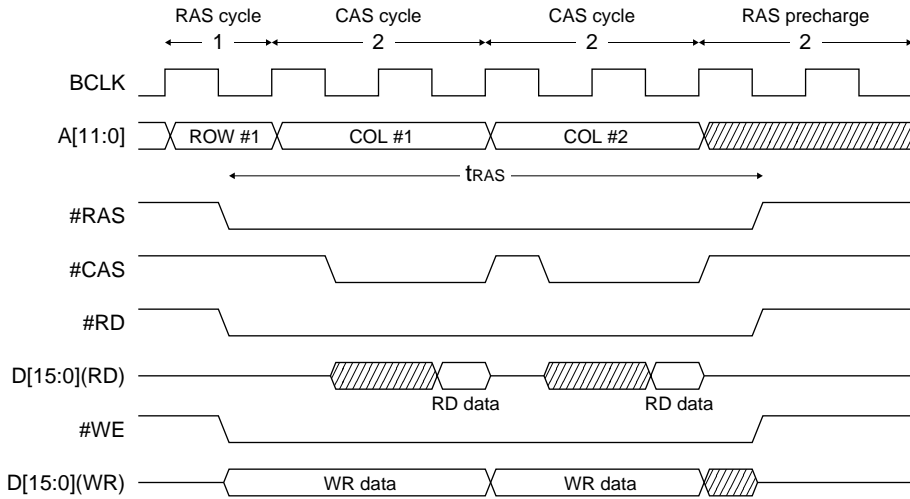 RAS cycle CAS cycle CAS cycle RAS precharge
1 2 2 2
BCLK
A[11:0] ROW #1 COL #1 COL #2
tRAS
#RAS
#CAS
#RD
D[15:0](RD)
RD data RD data
#WE
D[15:0](WR) WR data WR data